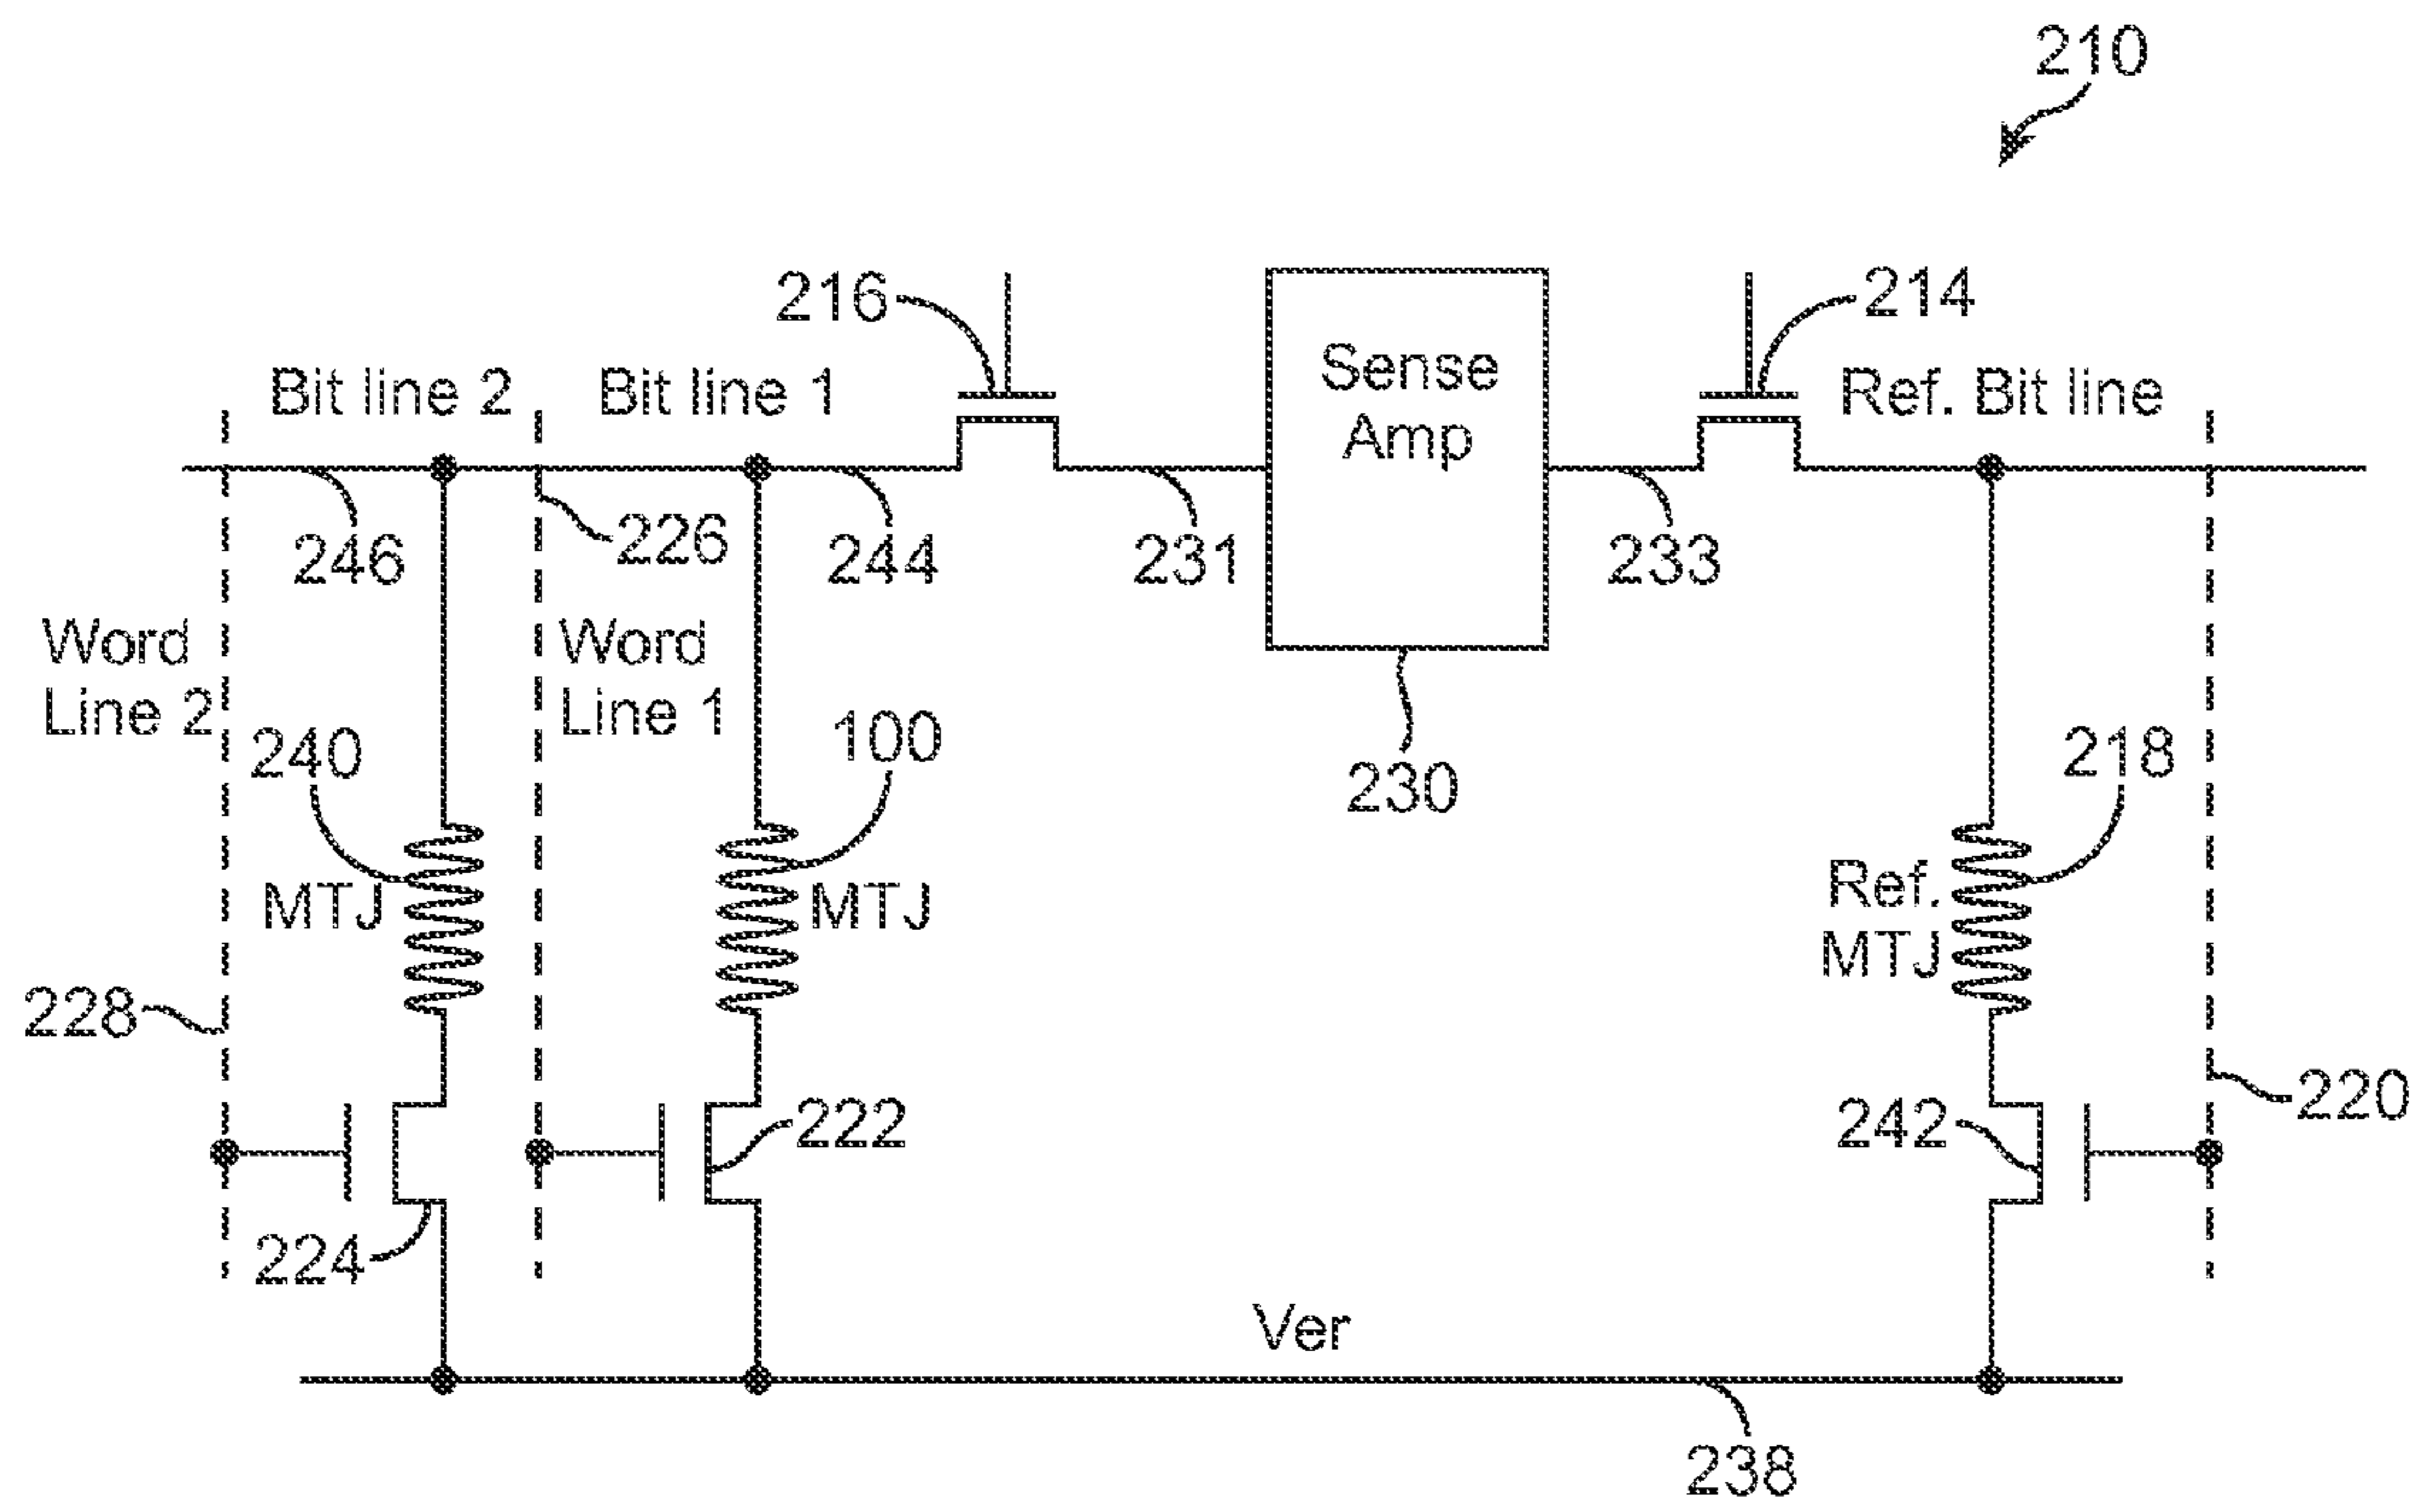 210
216
214
Sense
Amp
Bit line 2
Bit line 1
Ref. Bit line
246
226
244
231
233
Word
Line 2
Word
Line 1
240
100
230
218
MTJ
MTJ
Ref.
MTJ
228
222
242
220
224
Ver
238